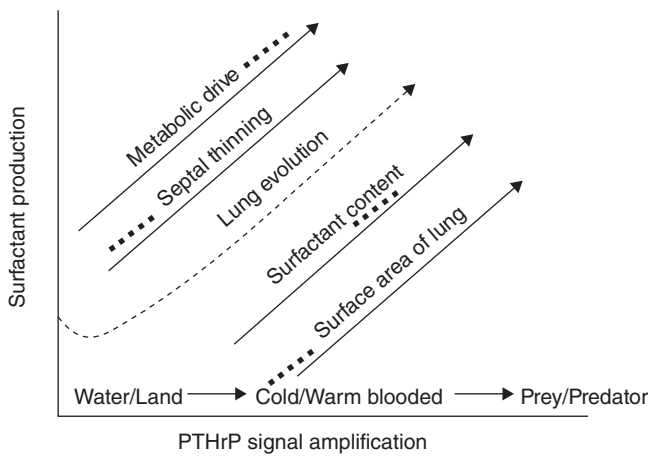 Surfactant production
Metabolic drive
Septal thinning
Lung evolution
Surfactant content
Surface area of lung
Water/Land
Cold/Warm blooded
Prey/Predator
PTHrP signal amplification